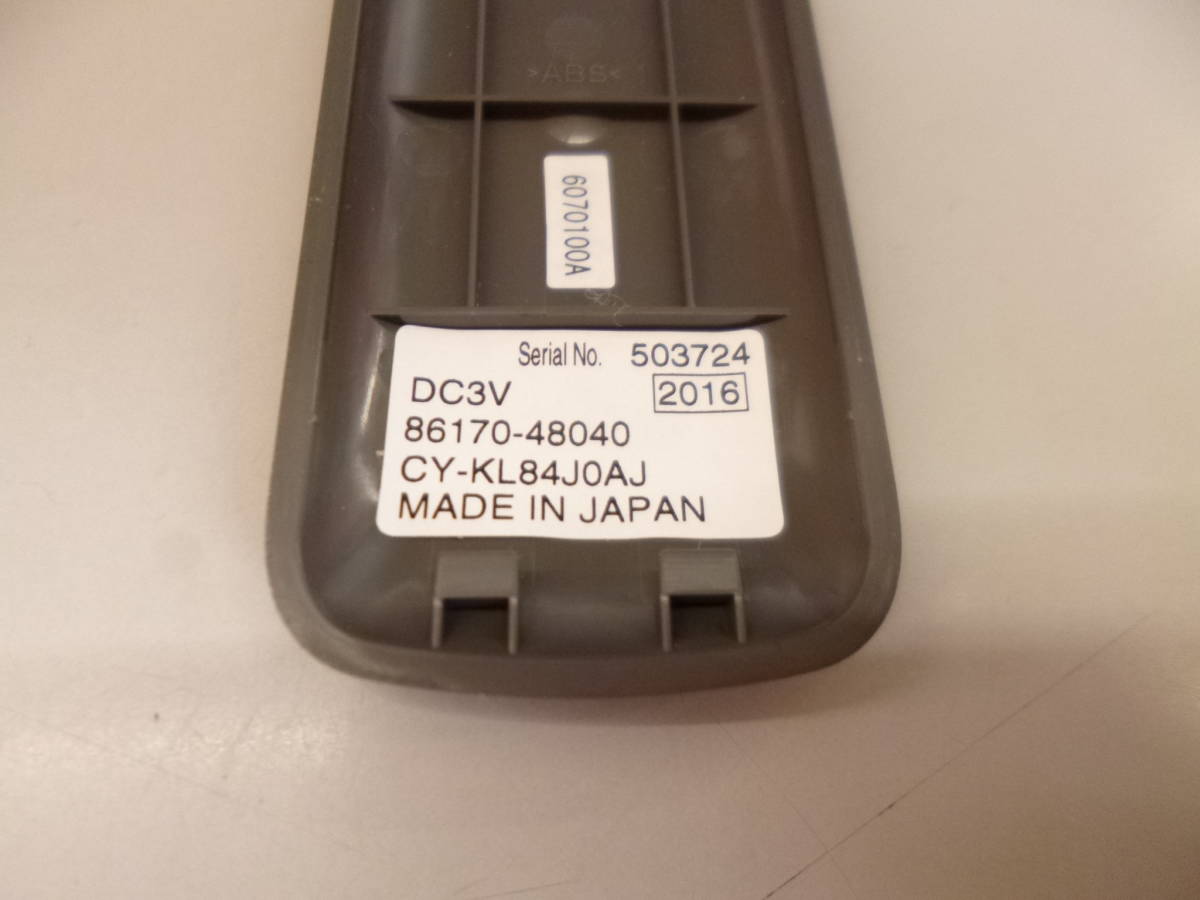 >ABS<
6070100A
Serial No. 503724
DC3V 2016
86170-48040
CY-KL84J0AJ
MADE IN JAPAN